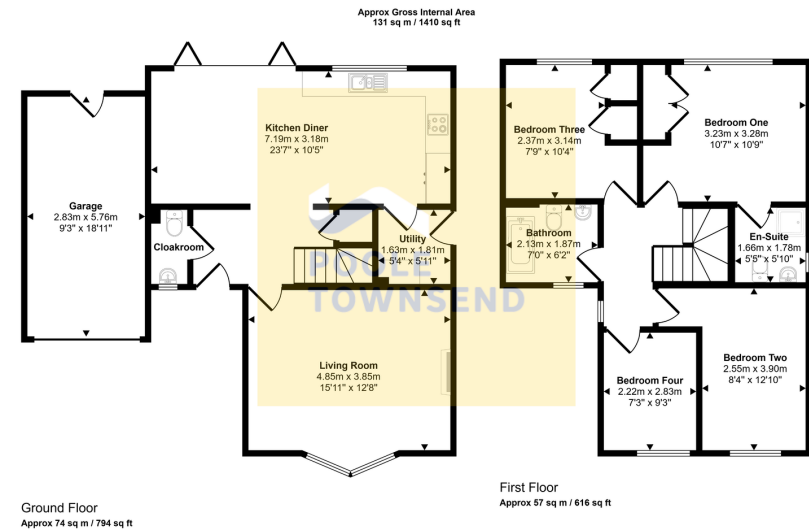 Approx Gross Internal Area
131 sq m / 1410 sq ft
Kitchen Diner
7.19m x 3.18m
23'7" x 10'5"
Garage
2.83m x 5.76m
9'3" x 18'11"
Cloakroom
Utility
1.63m x 1.81m
5'4" x 5'11"
POOLE
TOWNSEND
Living Room
4.85m x 3.85m
15'11" x 12'8"
Ground Floor
Approx 74 sq m / 794 sq ft
Bedroom Three
2.37m x 3.14m
7'9" x 10'4"
Bedroom One
3.23m x 3.28m
10'7" x 10'9"
Bathroom
2.13m x 1.87m
7'0" x 6'2"
En-Suite
1.66m x 1.78m
5'5" x 5'10"
Bedroom Two
2.55m x 3.90m
8'4" x 12'10"
Bedroom Four
2.22m x 2.83m
7'3" x 9'3"
First Floor
Approx 57 sq m / 616 sq ft